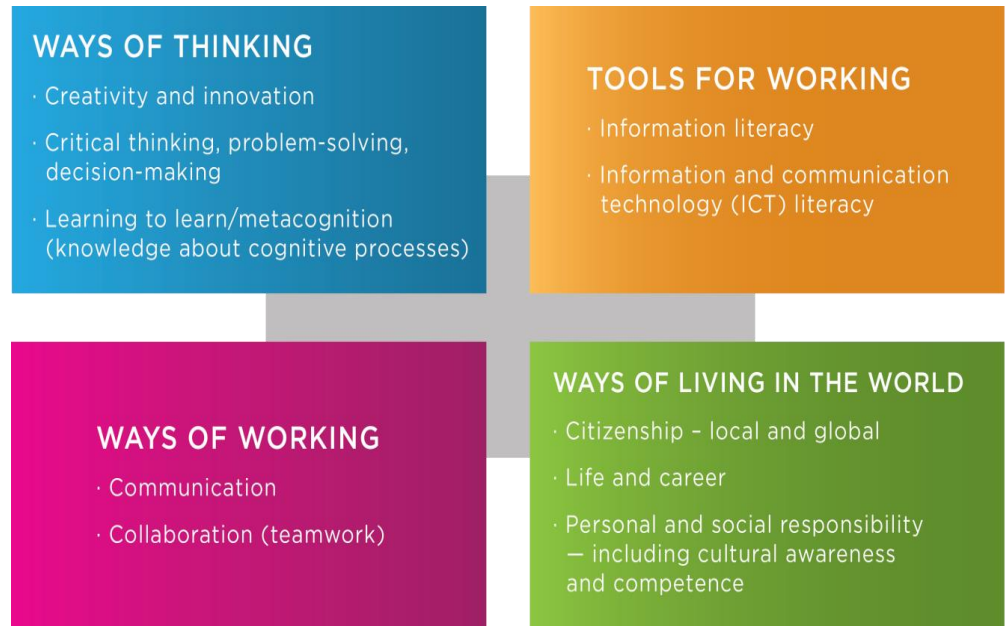 WAYS OF THINKING
· Creativity and innovation
· Critical thinking, problem-solving,
decision-making
· Learning to learn/metacognition
(knowledge about cognitive processes)
TOOLS FOR WORKING
· Information literacy
· Information and communication
technology (ICT) literacy
WAYS OF WORKING
· Communication
· Collaboration (teamwork)
WAYS OF LIVING IN THE WORLD
· Citizenship – local and global
· Life and career
· Personal and social responsibility
— including cultural awareness
and competence